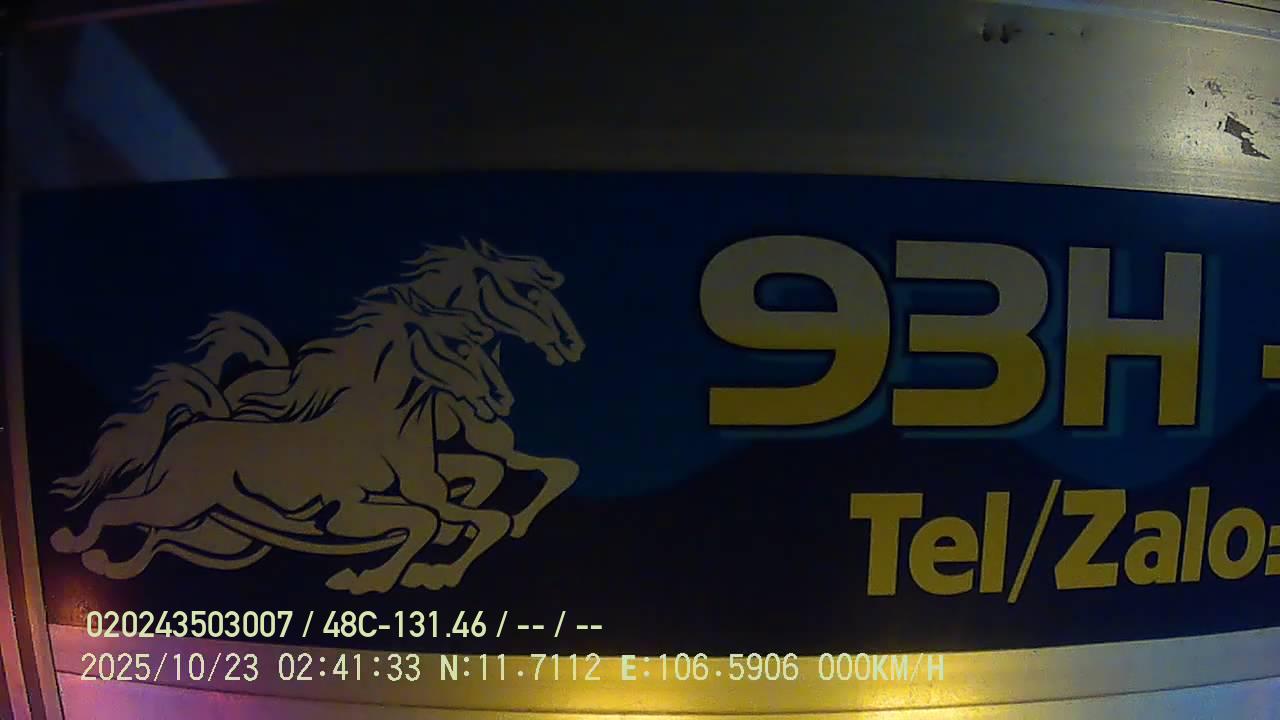 93H -
Tel/Zalo:
020243503007 / 48C-131.46 / -- / --
2025/10/23 02:41:33 N:11.7112 E:106.5906 000KM/H